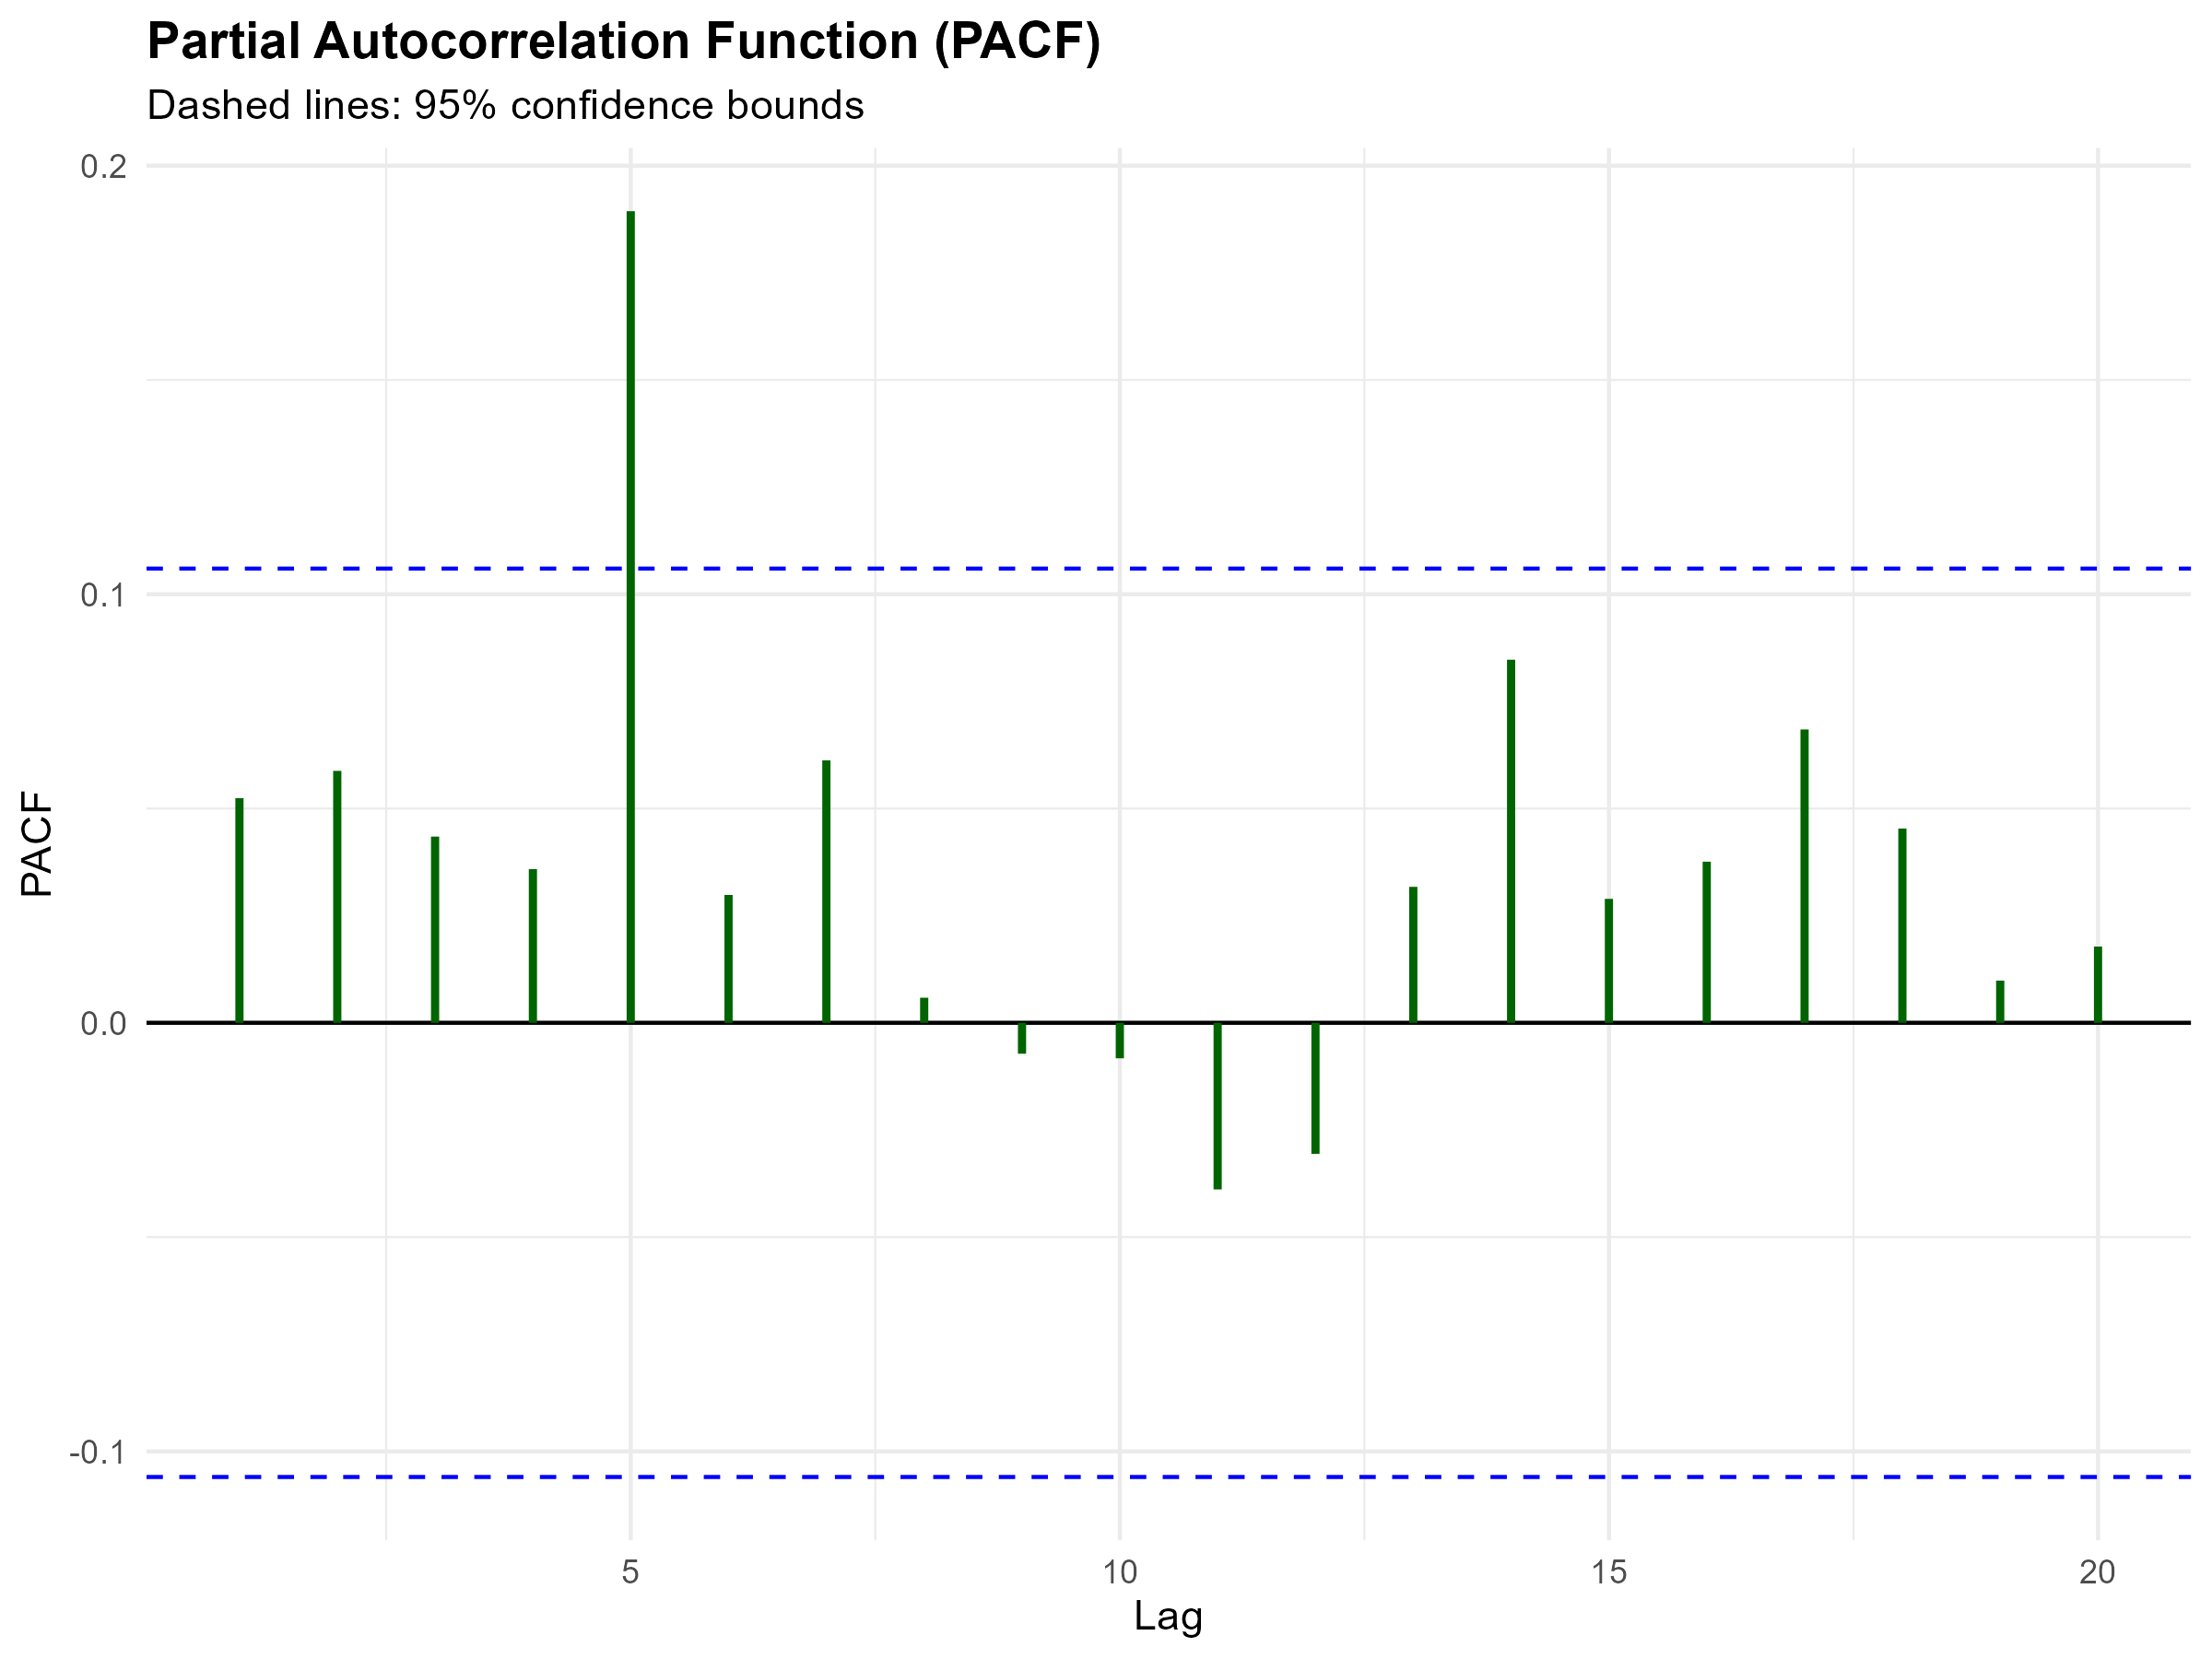 Partial Autocorrelation Function (PACF)
Dashed lines: 95% confidence bounds
0.2
0.1
0.0
-0.1
PACF
5 10 15 20
Lag